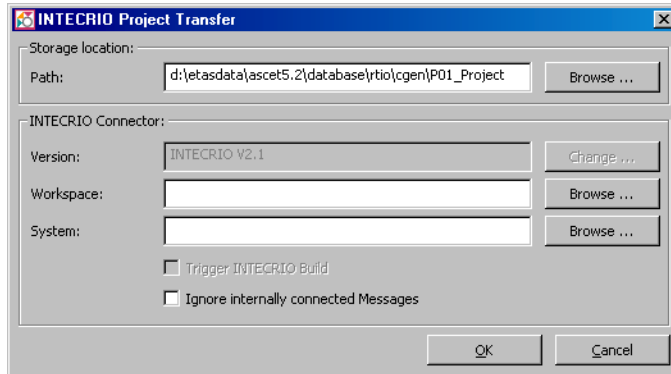 INTECRIO Project Transfer
Storage location:
Path: d:\etasdata\ascet5.2\database\rtio\cgen\P01_Project Browse ...
INTECRIO Connector:
Version: INTECRIO V2.1 Change ...
Workspace: Browse ...
System: Browse ...
Trigger INTECRIO Build
Ignore internally connected Messages
OK Cancel